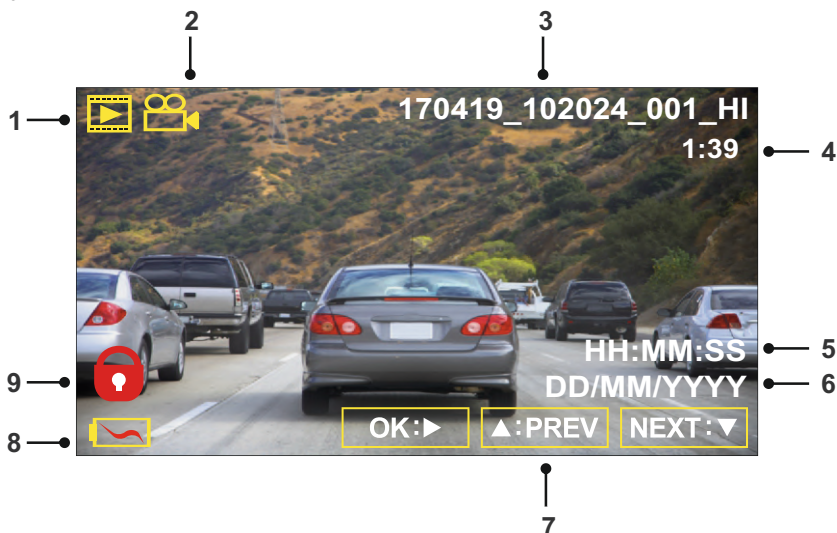 2
3
1
170419_102024_001_HI
1:39
4
HH:MM:SS
5
9
DD/MM/YYYY
6
8
OK:▶
▲:PREV
NEXT:▼
7